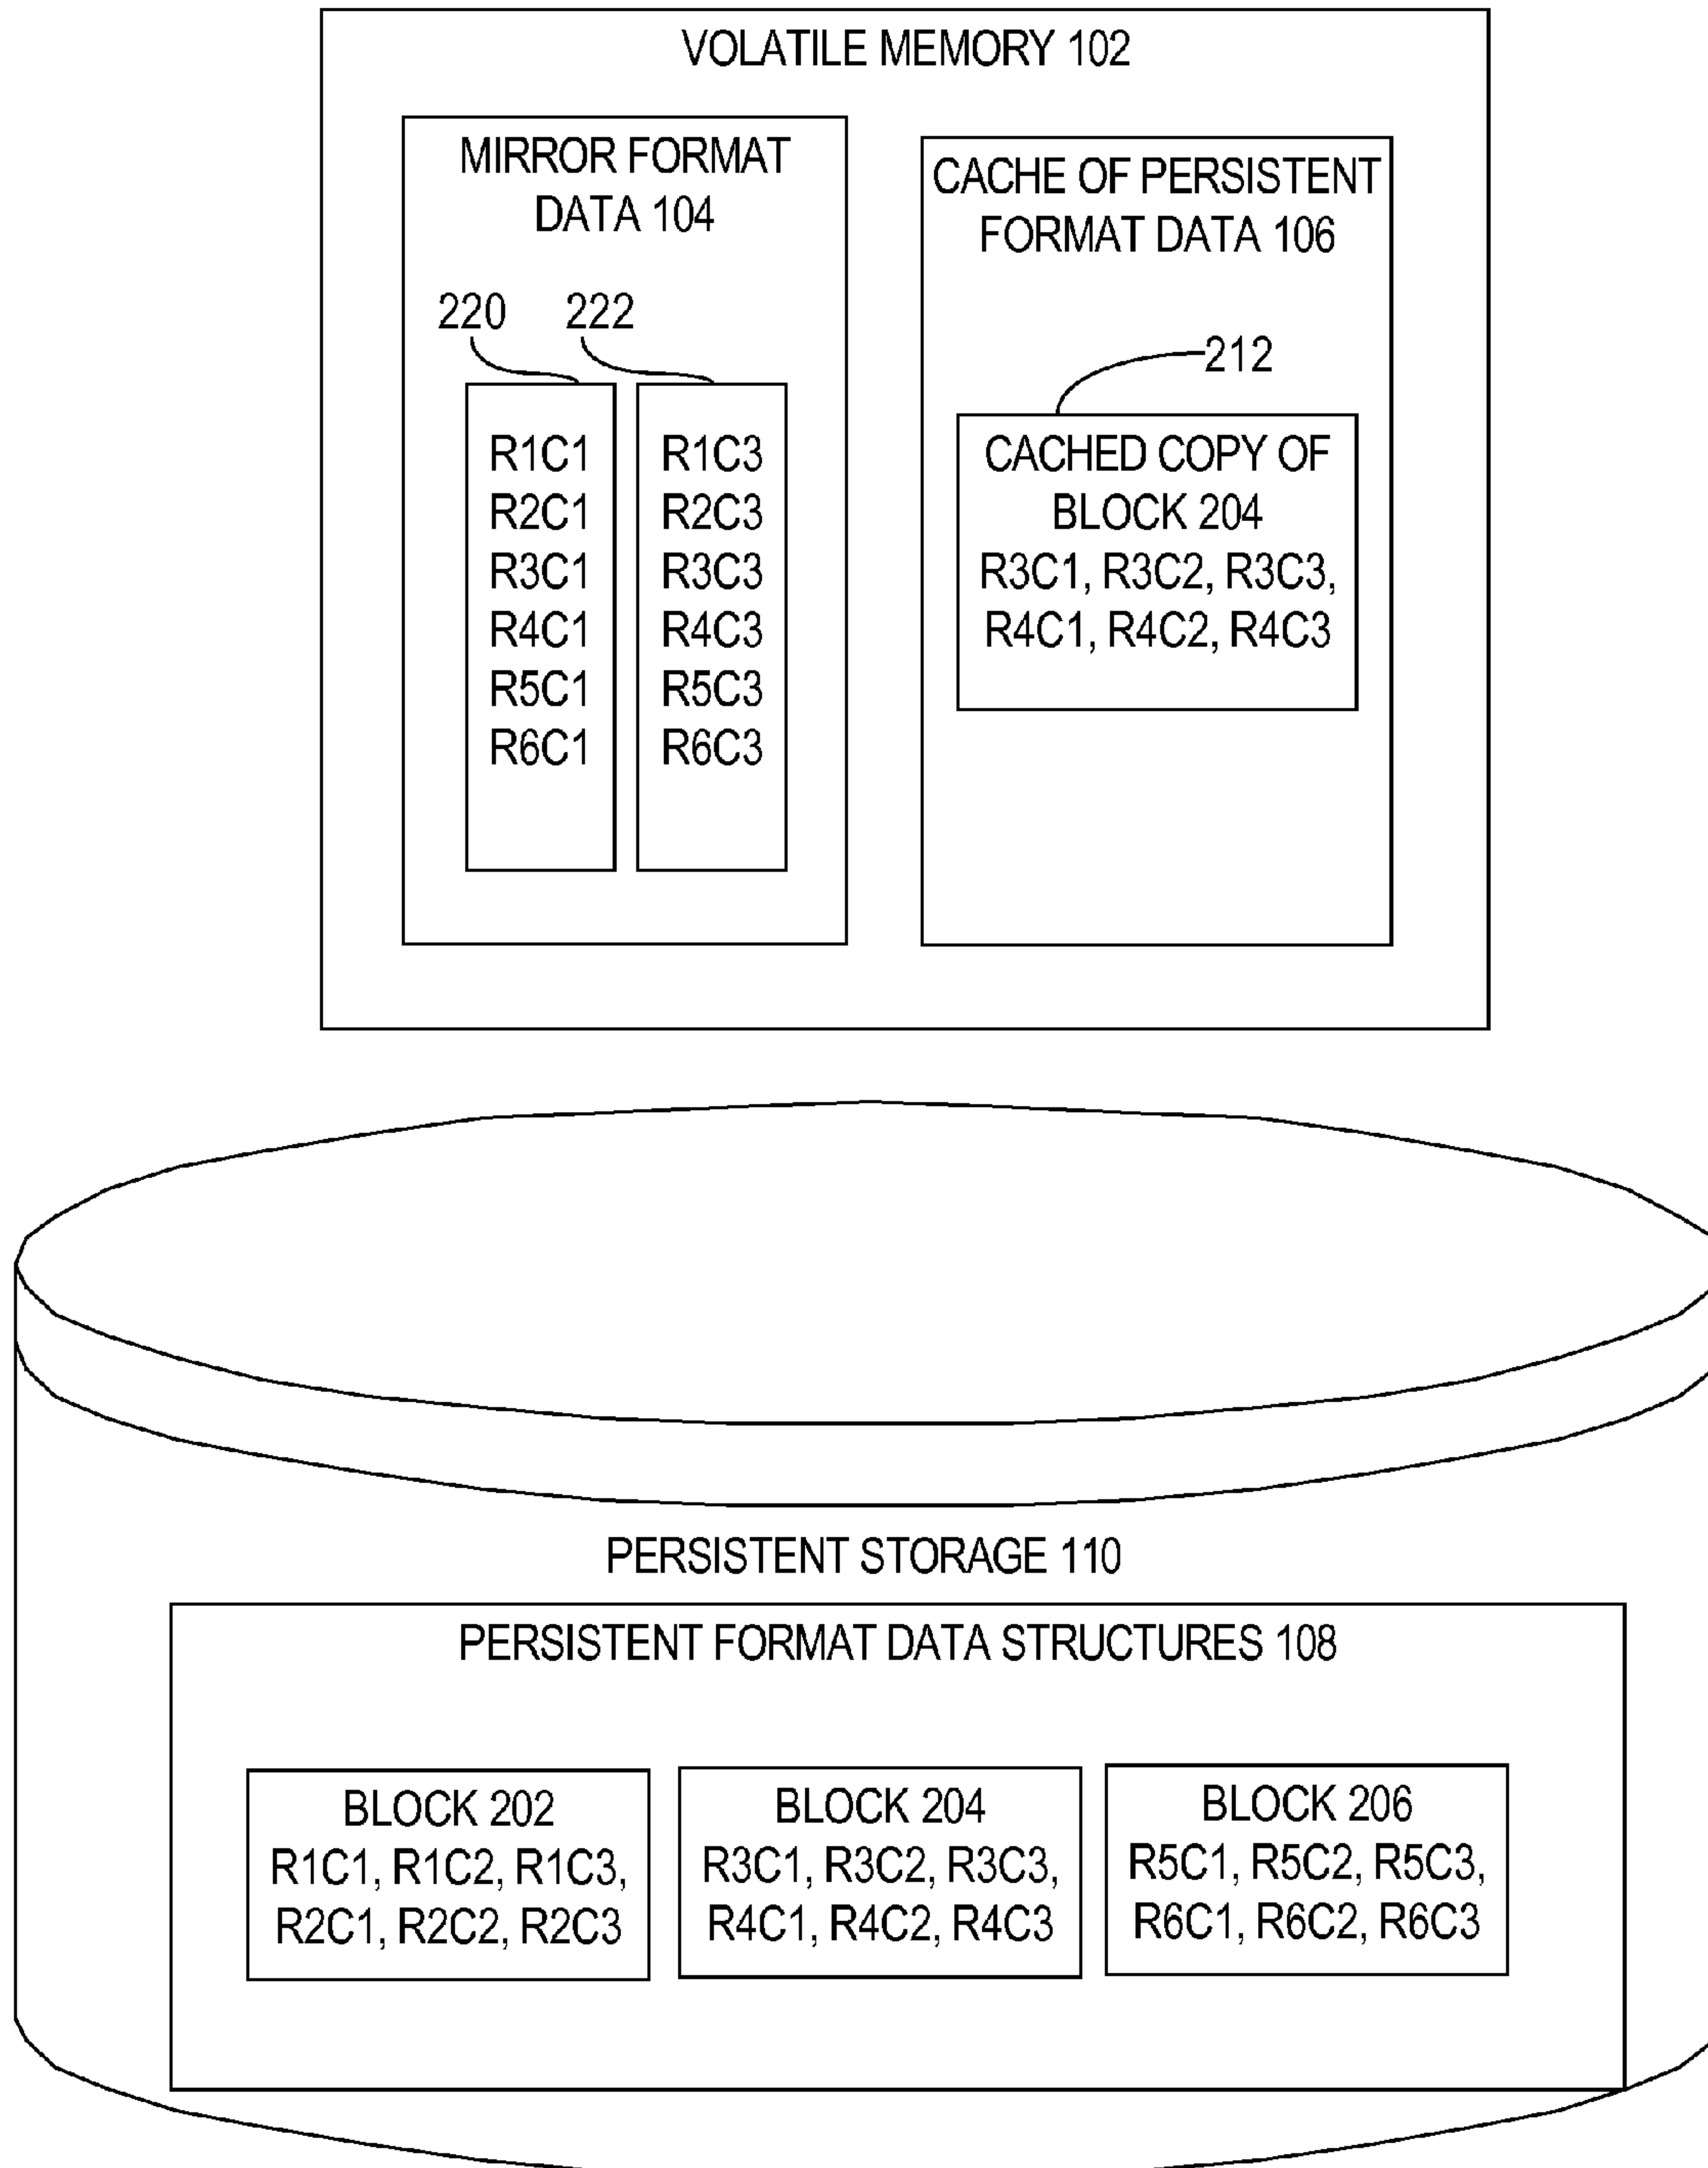 VOLATILE MEMORY 102
MIRROR FORMAT
DATA 104
220
222
R1C1
R2C1
R3C1
R4C1
R5C1
R6C1
R1C3
R2C3
R3C3
R4C3
R5C3
R6C3
CACHE OF PERSISTENT
FORMAT DATA 106
212
CACHED COPY OF
BLOCK 204
R3C1, R3C2, R3C3,
R4C1, R4C2, R4C3
PERSISTENT STORAGE 110
PERSISTENT FORMAT DATA STRUCTURES 108
BLOCK 202
R1C1, R1C2, R1C3,
R2C1, R2C2, R2C3
BLOCK 204
R3C1, R3C2, R3C3,
R4C1, R4C2, R4C3
BLOCK 206
R5C1, R5C2, R5C3,
R6C1, R6C2, R6C3